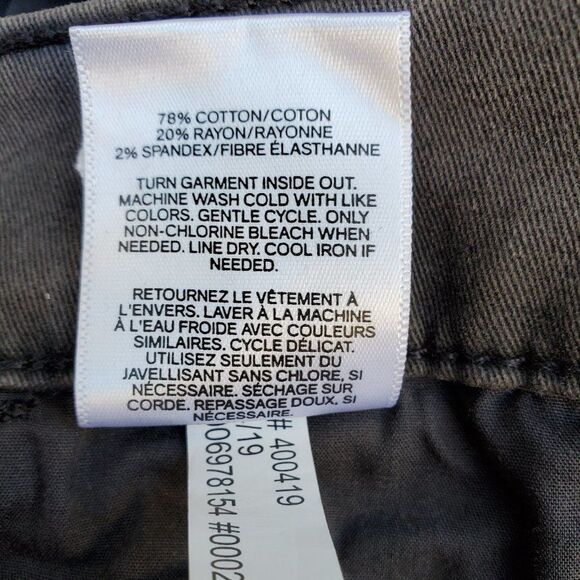 78% COTTON/COTON
20% RAYON/RAYONNE
2% SPANDEX/FIBRE ÉLASTHANNE
TURN GARMENT INSIDE OUT.
MACHINE WASH COLD WITH LIKE
COLORS. GENTLE CYCLE. ONLY
NON-CHLORINE BLEACH WHEN
NEEDED. LINE DRY. COOL IRON IF
NEEDED.
RETOURNEZ LE VÊTEMENT À
L'ENVERS. LAVER À LA MACHINE
À L'EAU FROIDE AVEC COULEURS
SIMILAIRES. CYCLE DÉLICAT.
UTILISEZ SEULEMENT DU
JAVELLISANT SANS CHLORE, SI
NÉCESSAIRE. SÉCHAGE SUR
CORDE. REPASSAGE DOUX. SI
NÉCESSAIRE.
# 400419
/19
06978154 #0002